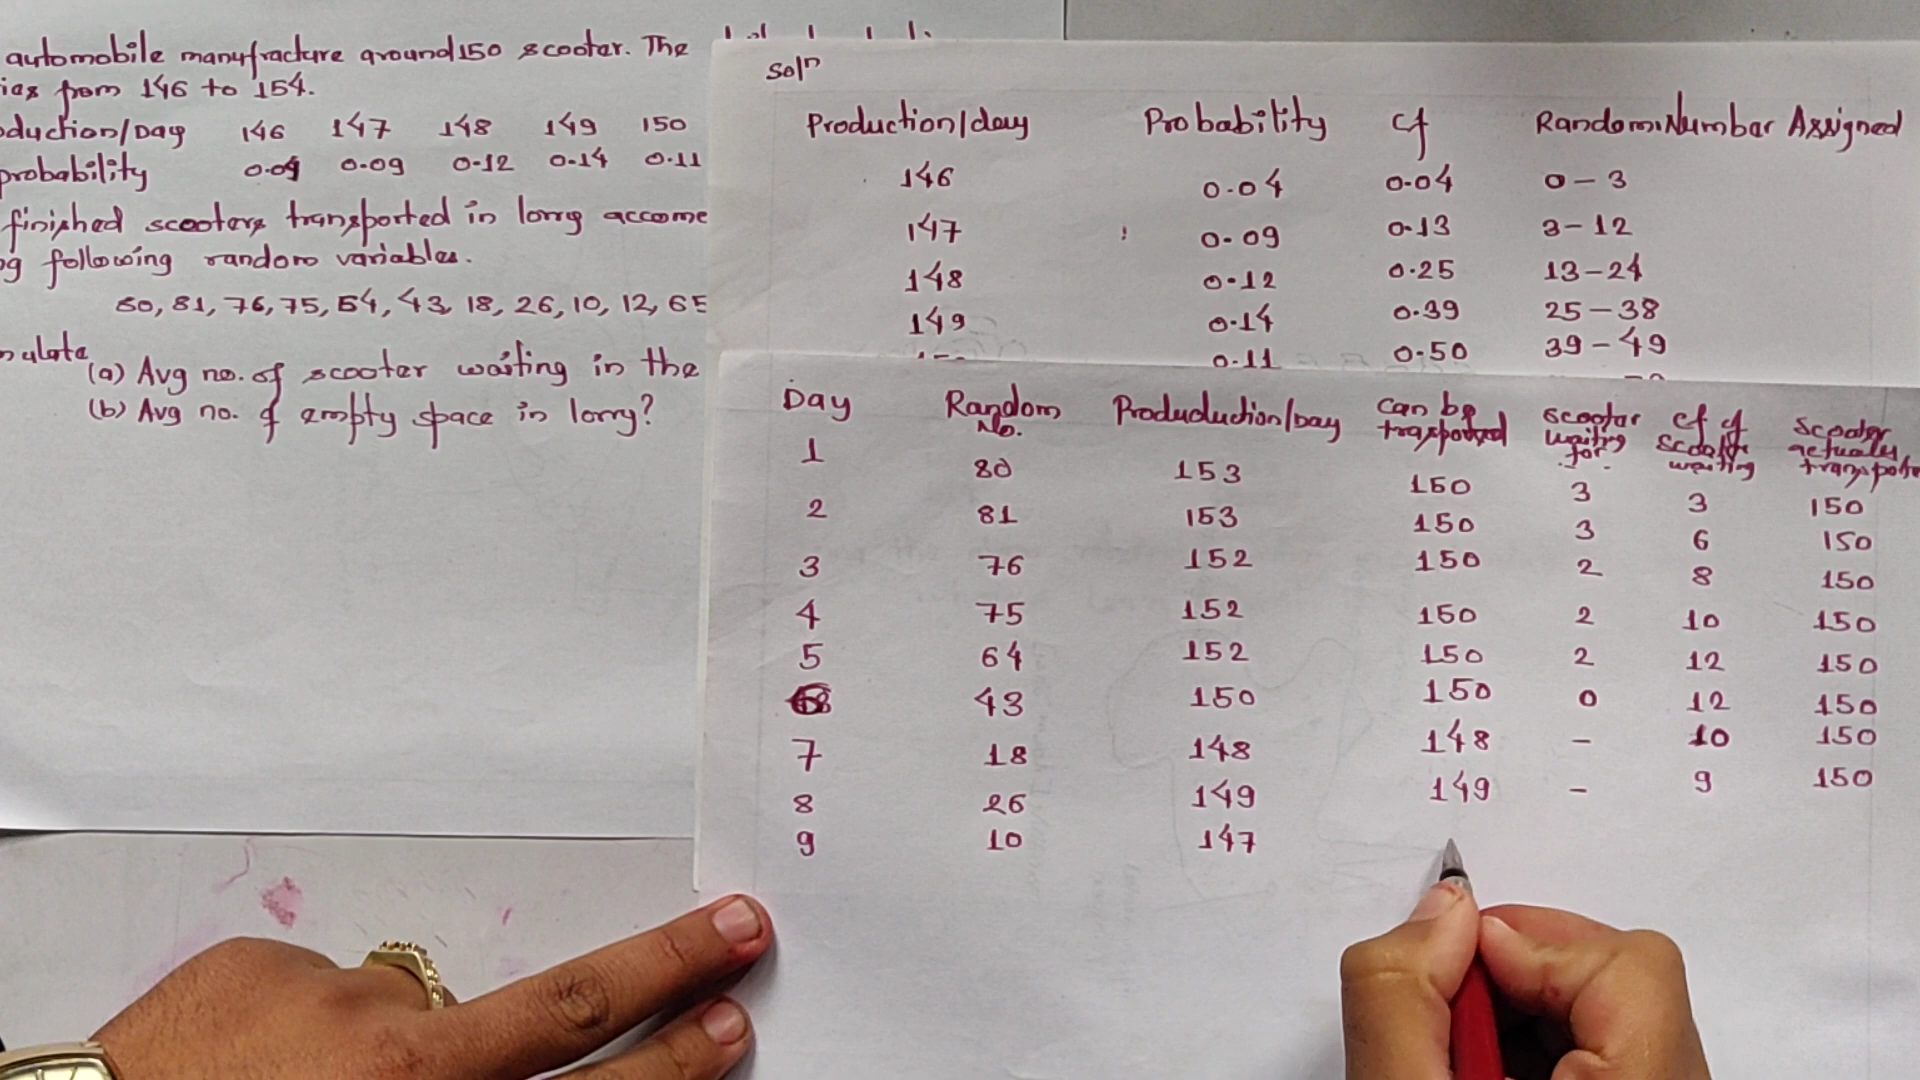 automobile manufracture around 150 scooter. The
ies from 146 to 154.
oduction/Day 146 147 148 149 150
probability 0.04 0.09 0.12 0.14 0.11
finished scooters transported in lorry accome
following random variables.
80, 81, 76, 75, 64, 43, 18, 26, 10, 12, 65
mulate
(a) Avg no. of scooter waiting in the
(b) Avg no. of empty space in lorry?
Soln
Production/day Probability cf Random Numbar Assigned
146 0.04 0.04 0-3
147 0.09 0.13 3-12
148 0.12 0.25 13-24
149 0.14 0.39 25-38
0.11 0.50 39-49
Day Random No. Produduction/Day can be trasported scooter waiting for cf of scooter waiting Scooter actualy transporte
1 80 153 150 3 3 150
2 81 153 150 3 6 150
3 76 152 150 2 8 150
4 75 152 150 2 10 150
5 64 152 150 2 12 150
43 150 150 0 12 150
7 18 148 148 - 10 150
8 26 149 149 - 9 150
9 10 147